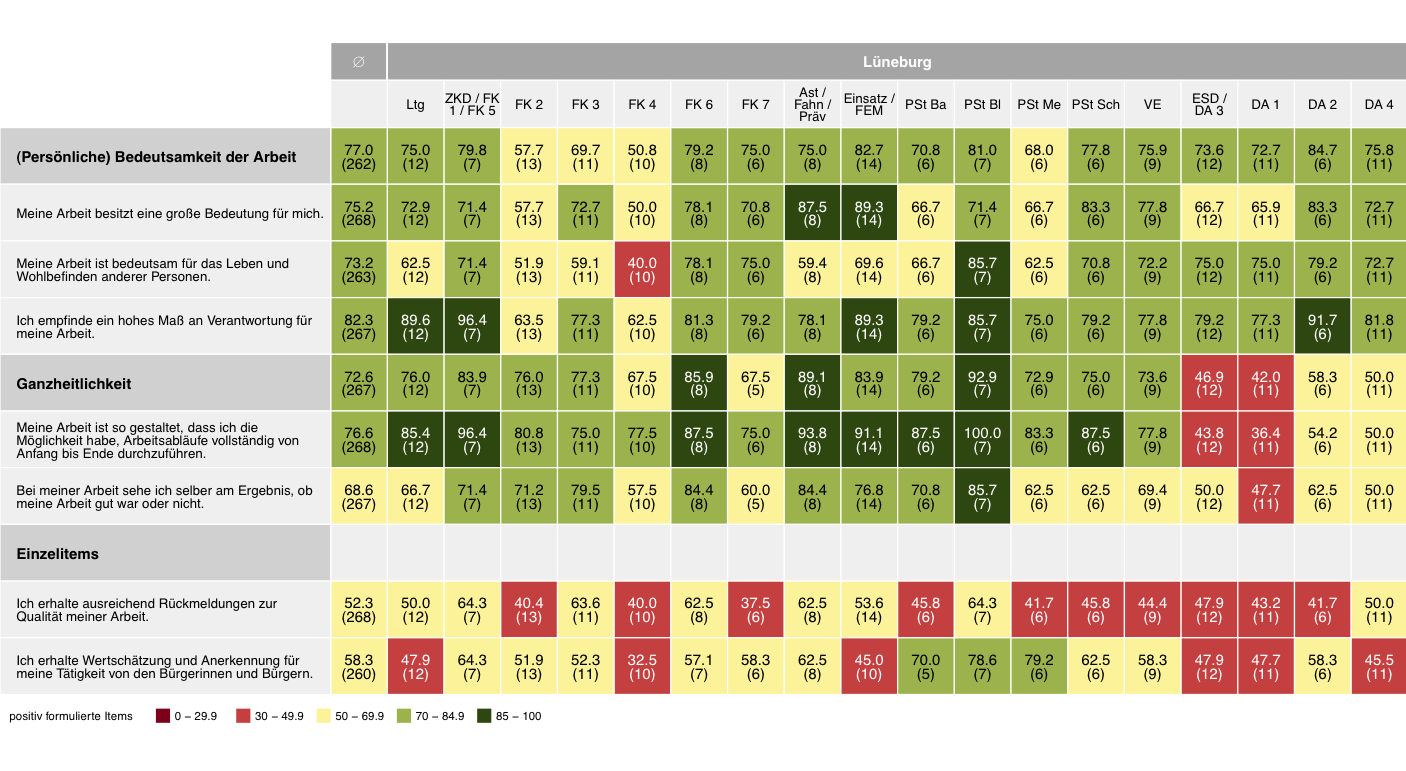 ∅ Lüneburg
Ltg ZKD / FK 1 / FK 5 FK 2 FK 3 FK 4 FK 6 FK 7 Ast / Fahn / Präv Einsatz / FEM PSt Ba PSt Bl PSt Me PSt Sch VE ESD / DA 3 DA 1 DA 2 DA 4
(Persönliche) Bedeutsamkeit der Arbeit
77.0 75.0 79.8 57.7 69.7 50.8 79.2 75.0 75.0 82.7 70.8 81.0 68.0 77.8 75.9 73.6 72.7 84.7 75.8
(262) (12) (7) (13) (11) (10) (8) (6) (8) (14) (6) (7) (6) (6) (9) (12) (11) (6) (11)
Meine Arbeit besitzt eine große Bedeutung für mich.
75.2 72.9 71.4 57.7 72.7 50.0 78.1 70.8 87.5 89.3 66.7 71.4 66.7 83.3 77.8 66.7 65.9 83.3 72.7
(268) (12) (7) (13) (11) (10) (8) (6) (8) (14) (6) (7) (6) (6) (9) (12) (11) (6) (11)
Meine Arbeit ist bedeutsam für das Leben und
Wohlbefinden anderer Personen.
73.2 62.5 71.4 51.9 59.1 40.0 78.1 75.0 59.4 69.6 66.7 85.7 62.5 70.8 72.2 75.0 75.0 79.2 72.7
(263) (12) (7) (13) (11) (10) (8) (6) (8) (14) (6) (7) (6) (6) (9) (12) (11) (6) (11)
Ich empfinde ein hohes Maß an Verantwortung für
meine Arbeit.
82.3 89.6 96.4 63.5 77.3 62.5 81.3 79.2 78.1 89.3 79.2 85.7 75.0 79.2 77.8 79.2 77.3 91.7 81.8
(267) (12) (7) (13) (11) (10) (8) (6) (8) (14) (6) (7) (6) (6) (9) (12) (11) (6) (11)
Ganzheitlichkeit
72.6 76.0 83.9 76.0 77.3 67.5 85.9 67.5 89.1 83.9 79.2 92.9 72.9 75.0 73.6 46.9 42.0 58.3 50.0
(267) (12) (7) (13) (11) (10) (8) (5) (8) (14) (6) (7) (6) (6) (9) (12) (11) (6) (11)
Meine Arbeit ist so gestaltet, dass ich die
Möglichkeit habe, Arbeitsabläufe vollständig von
Anfang bis Ende durchzuführen.
76.6 85.4 96.4 80.8 75.0 77.5 87.5 75.0 93.8 91.1 87.5 100.0 83.3 87.5 77.8 43.8 36.4 54.2 50.0
(268) (12) (7) (13) (11) (10) (8) (6) (8) (14) (6) (7) (6) (6) (9) (12) (11) (6) (11)
Bei meiner Arbeit sehe ich selber am Ergebnis, ob
meine Arbeit gut war oder nicht.
68.6 66.7 71.4 71.2 79.5 57.5 84.4 60.0 84.4 76.8 70.8 85.7 62.5 62.5 69.4 50.0 47.7 62.5 50.0
(267) (12) (7) (13) (11) (10) (8) (5) (8) (14) (6) (7) (6) (6) (9) (12) (11) (6) (11)
Einzelitems
Ich erhalte ausreichend Rückmeldungen zur
Qualität meiner Arbeit.
52.3 50.0 64.3 40.4 63.6 40.0 62.5 37.5 62.5 53.6 45.8 64.3 41.7 45.8 44.4 47.9 43.2 41.7 50.0
(268) (12) (7) (13) (11) (10) (8) (6) (8) (14) (6) (7) (6) (6) (9) (12) (11) (6) (11)
Ich erhalte Wertschätzung und Anerkennung für
meine Tätigkeit von den Bürgerinnen und Bürgern.
58.3 47.9 64.3 51.9 52.3 32.5 57.1 58.3 62.5 45.0 70.0 78.6 79.2 62.5 58.3 47.9 47.7 58.3 45.5
(260) (12) (7) (13) (11) (10) (7) (6) (8) (10) (5) (7) (6) (6) (9) (12) (11) (6) (11)
positiv formulierte Items 0 – 29.9 30 – 49.9 50 – 69.9 70 – 84.9 85 – 100